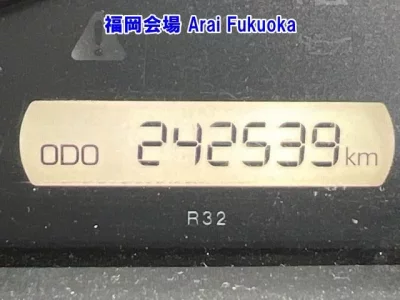 福岡会場 Arai Fukuoka
ODO 242539 km
R32